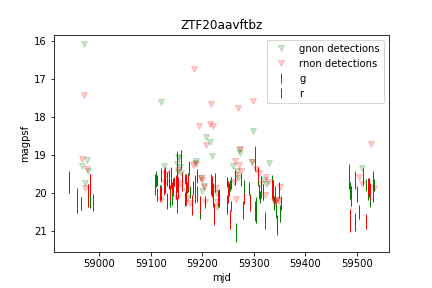 ZTF20aavftbz
gnon detections
rnon detections
g
r
magpsf
16
17
18
19
20
21
59000
59100
59200
59300
59400
59500
mjd